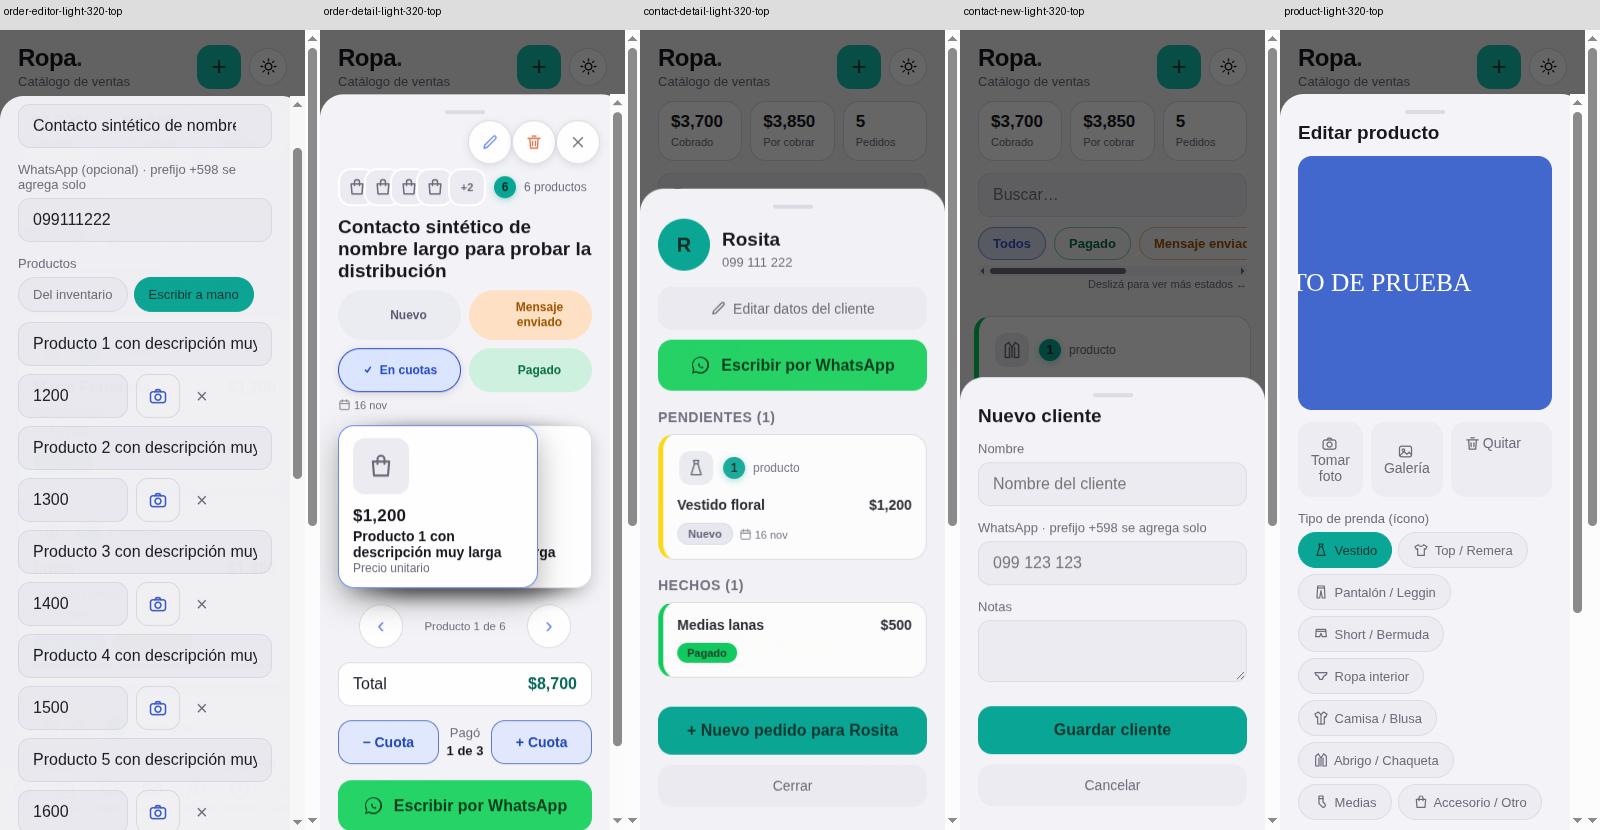 order-editor-light-320-top
Ropa.
Catálogo de ventas
Contacto sintético de nombre
WhatsApp (opcional) · prefijo +598 se
agrega solo
099111222
Productos
Del inventario
Escribir a mano
Producto 1 con descripción muy
1200
Producto 2 con descripción muy
1300
Producto 3 con descripción muy
1400
Producto 4 con descripción muy
1500
Producto 5 con descripción muy
1600
order-detail-light-320-top
Ropa.
Catálogo de ventas
+2
6
6 productos
Contacto sintético de
nombre largo para probar la
distribución
Nuevo
Mensaje
enviado
✓ En cuotas
Pagado
16 nov
$1,200
Producto 1 con
descripción muy larga
rga
Precio unitario
Producto 1 de 6
Total
$8,700
− Cuota
Pagó
1 de 3
+ Cuota
Escribir por WhatsApp
contact-detail-light-320-top
Ropa.
Catálogo de ventas
$3,700
Cobrado
$3,850
Por cobrar
5
Pedidos
R
Rosita
099 111 222
Editar datos del cliente
Escribir por WhatsApp
PENDIENTES (1)
1
producto
Vestido floral
$1,200
Nuevo
16 nov
HECHOS (1)
Medias lanas
$500
Pagado
+ Nuevo pedido para Rosita
Cerrar
contact-new-light-320-top
Ropa.
Catálogo de ventas
$3,700
Cobrado
$3,850
Por cobrar
5
Pedidos
Buscar…
Todos
Pagado
Mensaje enviad
Deslizá para ver más estados ↔
1
producto
Nuevo cliente
Nombre
Nombre del cliente
WhatsApp · prefijo +598 se agrega solo
099 123 123
Notas
Guardar cliente
Cancelar
product-light-320-top
Ropa.
Catálogo de ventas
Editar producto
TO DE PRUEBA
Tomar
foto
Galería
Quitar
Tipo de prenda (ícono)
Vestido
Top / Remera
Pantalón / Leggin
Short / Bermuda
Ropa interior
Camisa / Blusa
Abrigo / Chaqueta
Medias
Accesorio / Otro